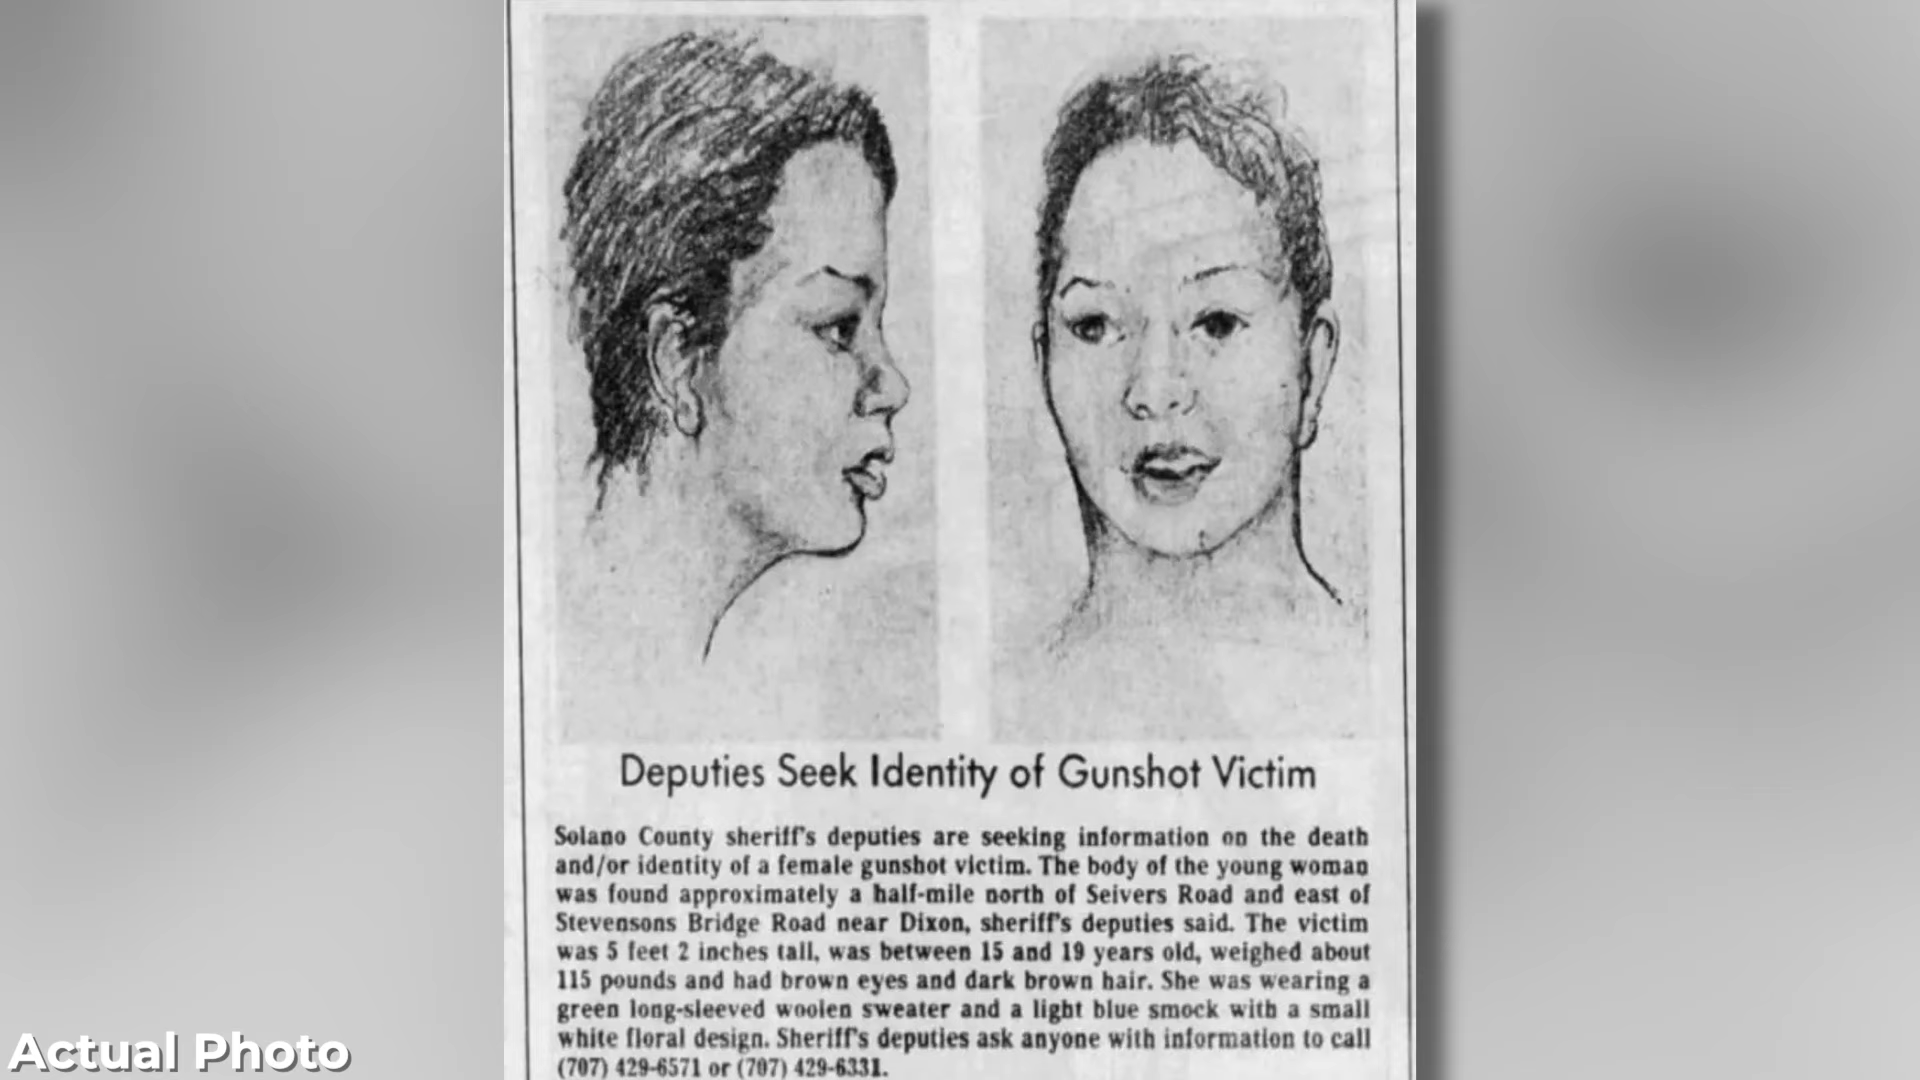 Deputies Seek Identity of Gunshot Victim
Solano County sheriff's deputies are seeking information on the death
and/or identity of a female gunshot victim. The body of the young woman
was found approximately a half-mile north of Seivers Road and east of
Stevensons Bridge Road near Dixon, sheriff's deputies said. The victim
was 5 feet 2 inches tall, was between 15 and 19 years old, weighed about
115 pounds and had brown eyes and dark brown hair. She was wearing a
green long-sleeved woolen sweater and a light blue smock with a small
white floral design. Sheriff's deputies ask anyone with information to call
(707) 429-6571 or (707) 429-6331.
Actual Photo